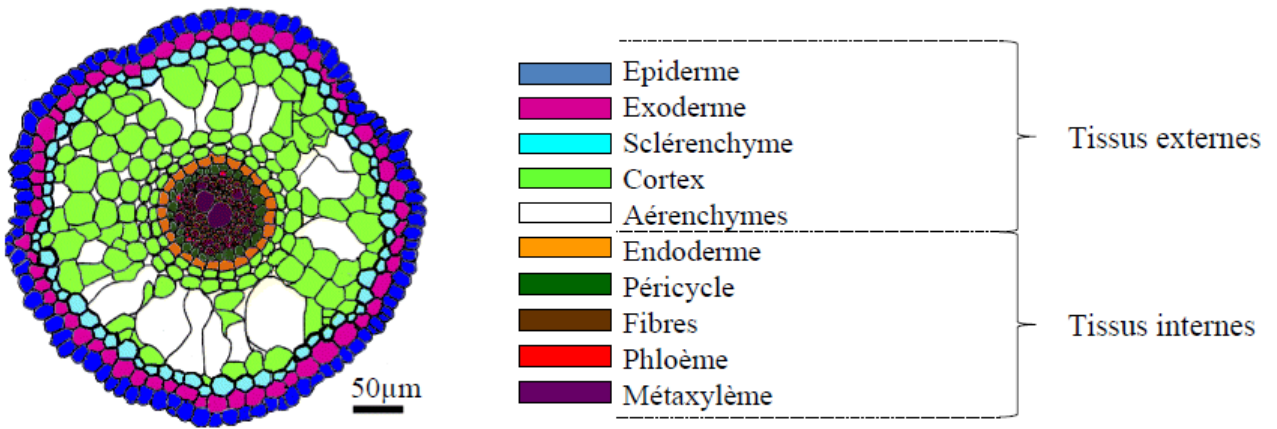 Epiderme
Exoderme
Sclérenchyme
Cortex
Aérenchymes
Endoderme
Péricycle
Fibres
Phloème
Métaxylème
Tissus externes
Tissus internes
50µm